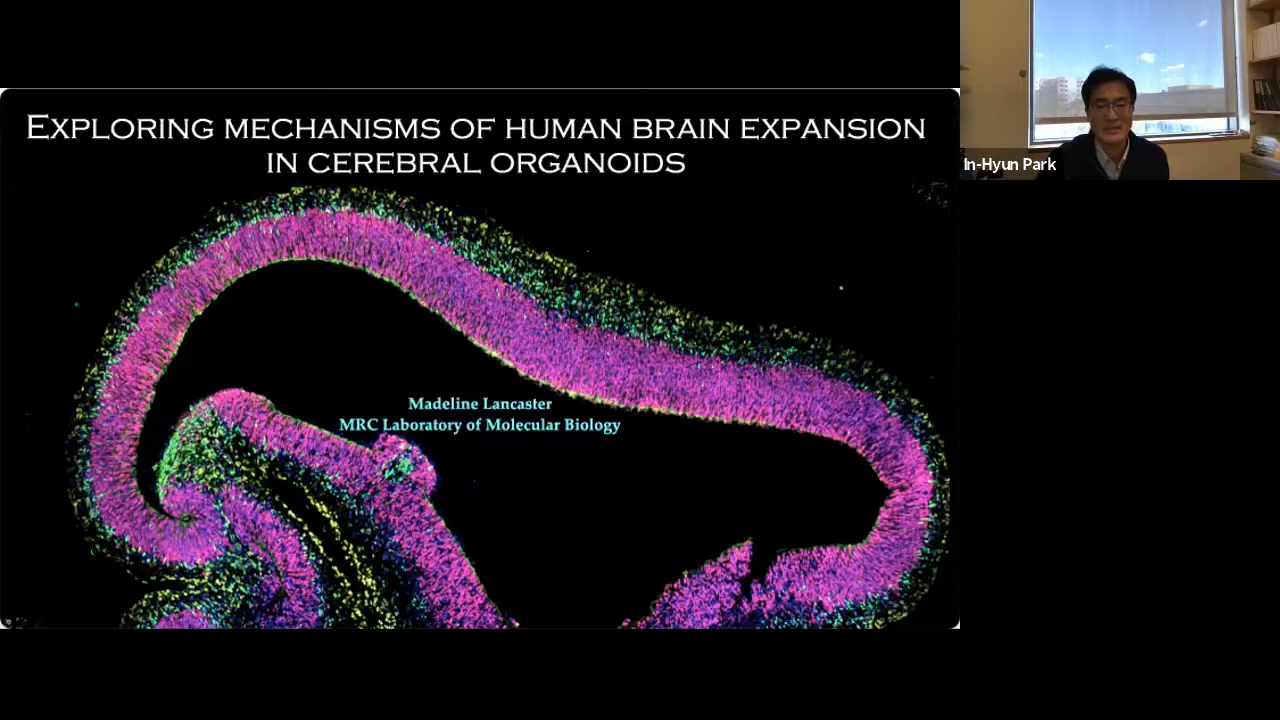 EXPLORING MECHANISMS OF HUMAN BRAIN EXPANSION
IN CEREBRAL ORGANOIDS
In-Hyun Park
Madeline Lancaster
MRC Laboratory of Molecular Biology